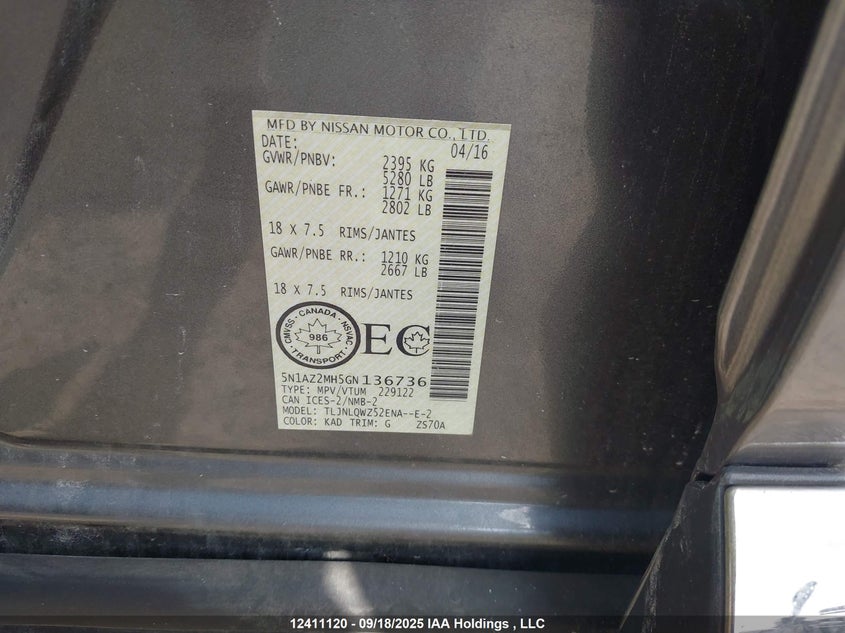 MFD BY NISSAN MOTOR CO., LTD.
DATE: 04/16
GVWR/PNBV: 2395 KG
5280 LB
GAWR/PNBE FR.: 1271 KG
2802 LB
18 X 7.5 RIMS/JANTES
GAWR/PNBE RR.: 1210 KG
2667 LB
18 X 7.5 RIMS/JANTES
CMVSS · CANADA · NSVAC
986
TRANSPORT
EC
5N1AZ2MH5GN136736
TYPE: MPV/VTUM 229122
CAN ICES-2/NMB-2
MODEL: TLJNLQWZ52ENA--E-2
COLOR: KAD TRIM: G ZS70A
12411120 - 09/18/2025 IAA Holdings , LLC